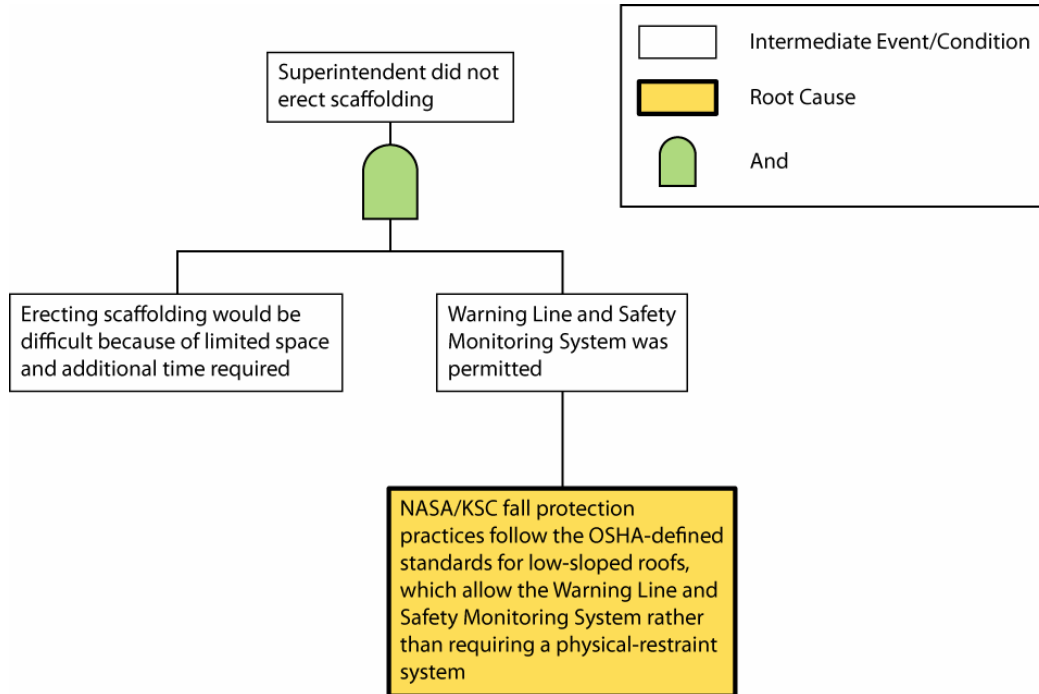 Intermediate Event/Condition
Root Cause
And
Superintendent did not
erect scaffolding
Erecting scaffolding would be
difficult because of limited space
and additional time required
Warning Line and Safety
Monitoring System was
permitted
NASA/KSC fall protection
practices follow the OSHA-defined
standards for low-sloped roofs,
which allow the Warning Line and
Safety Monitoring System rather
than requiring a physical-restraint
system